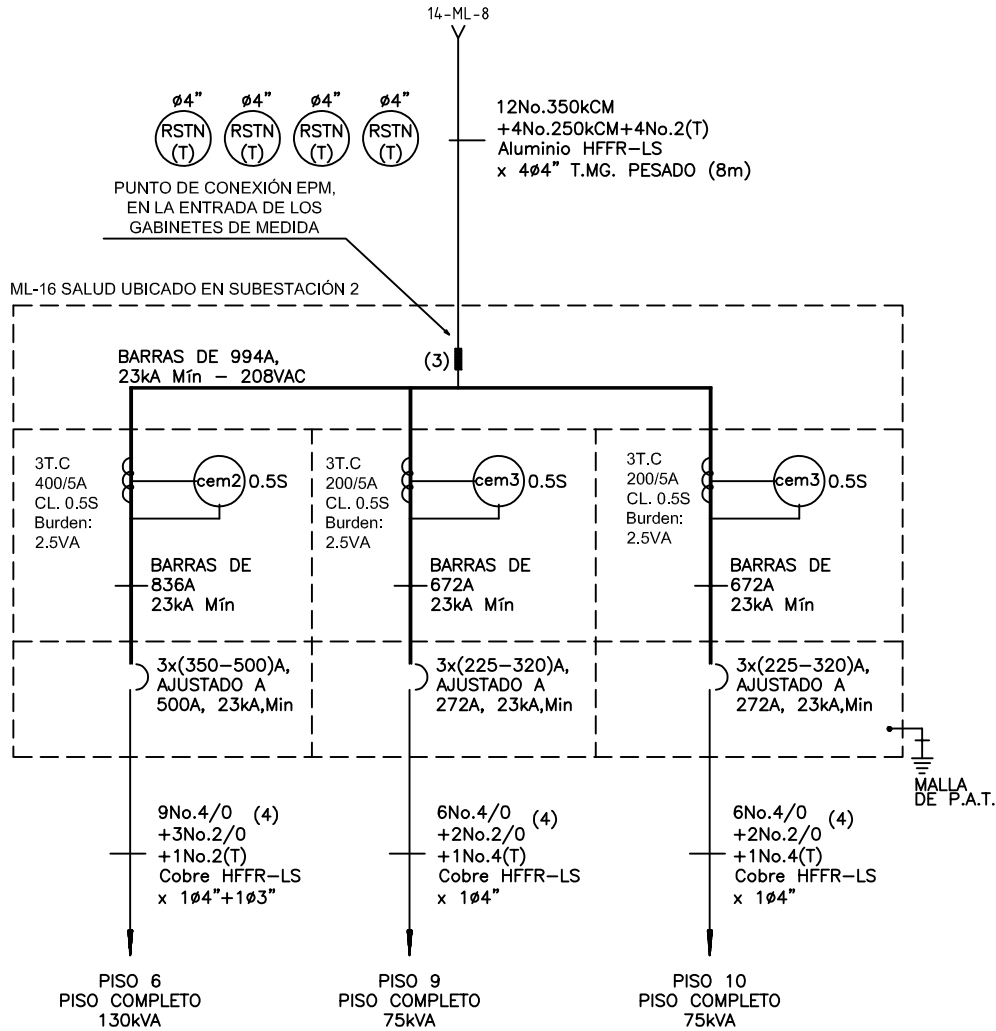 14-ML-8
ø4" ø4" ø4" ø4"
RSTN RSTN RSTN RSTN
(T) (T) (T) (T)
12No.350kCM
+4No.250kCM+4No.2(T)
Aluminio HFFR-LS
x 4ø4" T.MG. PESADO (8m)
PUNTO DE CONEXIÓN EPM,
EN LA ENTRADA DE LOS
GABINETES DE MEDIDA
ML-16 SALUD UBICADO EN SUBESTACIÓN 2
(3)
BARRAS DE 994A,
23kA Mín - 208VAC
3T.C
400/5A
CL. 0.5S
Burden:
2.5VA
cem2 0.5S
BARRAS DE
836A
23kA Mín
3T.C
200/5A
CL. 0.5S
Burden:
2.5VA
cem3 0.5S
BARRAS DE
672A
23kA Mín
3T.C
200/5A
CL. 0.5S
Burden:
2.5VA
cem3 0.5S
BARRAS DE
672A
23kA Mín
3x(350-500)A,
AJUSTADO A
500A, 23kA,Min
3x(225-320)A,
AJUSTADO A
272A, 23kA,Min
3x(225-320)A,
AJUSTADO A
272A, 23kA,Min
MALLA
DE P.A.T.
9No.4/0 (4)
+3No.2/0
+1No.2(T)
Cobre HFFR-LS
x 1ø4"+1ø3"
6No.4/0 (4)
+2No.2/0
+1No.4(T)
Cobre HFFR-LS
x 1ø4"
6No.4/0 (4)
+2No.2/0
+1No.4(T)
Cobre HFFR-LS
x 1ø4"
PISO 6
PISO COMPLETO
130kVA
PISO 9
PISO COMPLETO
75kVA
PISO 10
PISO COMPLETO
75kVA